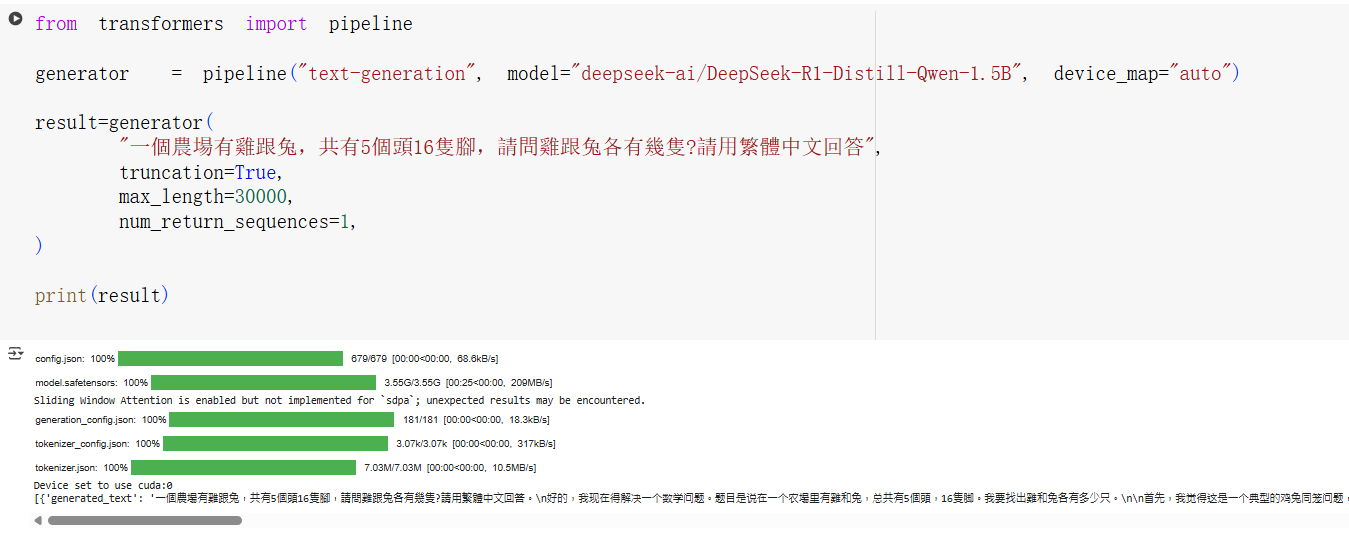 from transformers import pipeline
generator = pipeline("text-generation", model="deepseek-ai/DeepSeek-R1-Distill-Qwen-1.5B", device_map="auto")
result=generator(
"一個農場有雞跟兔，共有5個頭16隻腳，請問雞跟兔各有幾隻?請用繁體中文回答",
truncation=True,
max_length=30000,
num_return_sequences=1,
)
print(result)
config.json: 100% 679/679 [00:00<00:00, 68.6kB/s]
model.safetensors: 100% 3.55G/3.55G [00:25<00:00, 209MB/s]
Sliding Window Attention is enabled but not implemented for `sdpa`; unexpected results may be encountered.
generation_config.json: 100% 181/181 [00:00<00:00, 18.3kB/s]
tokenizer_config.json: 100% 3.07k/3.07k [00:00<00:00, 317kB/s]
tokenizer.json: 100% 7.03M/7.03M [00:00<00:00, 10.5MB/s]
Device set to use cuda:0
[{'generated_text': '一個農場有雞跟兔，共有5個頭16隻腳，請問雞跟兔各有幾隻?請用繁體中文回答。\n好的，我现在得解决一个数学问题。题目是说在一个农场里有雞和兔，总共有5個頭，16隻脚。我要找出雞和兔各有多少只。\n\n首先，我觉得这是一个典型的鸡兔同笼问题，